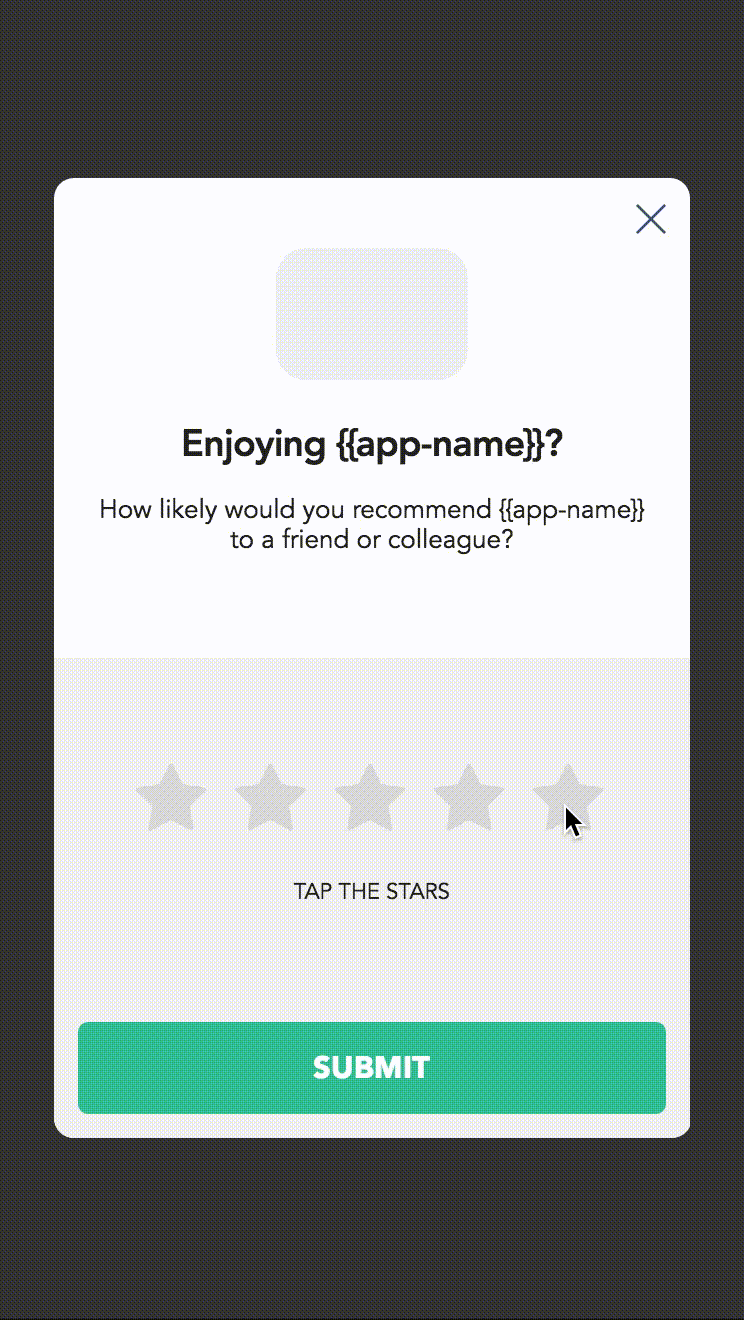 Enjoying {{app-name}}?
How likely would you recommend {{app-name}}
to a friend or colleague?
TAP THE STARS
SUBMIT